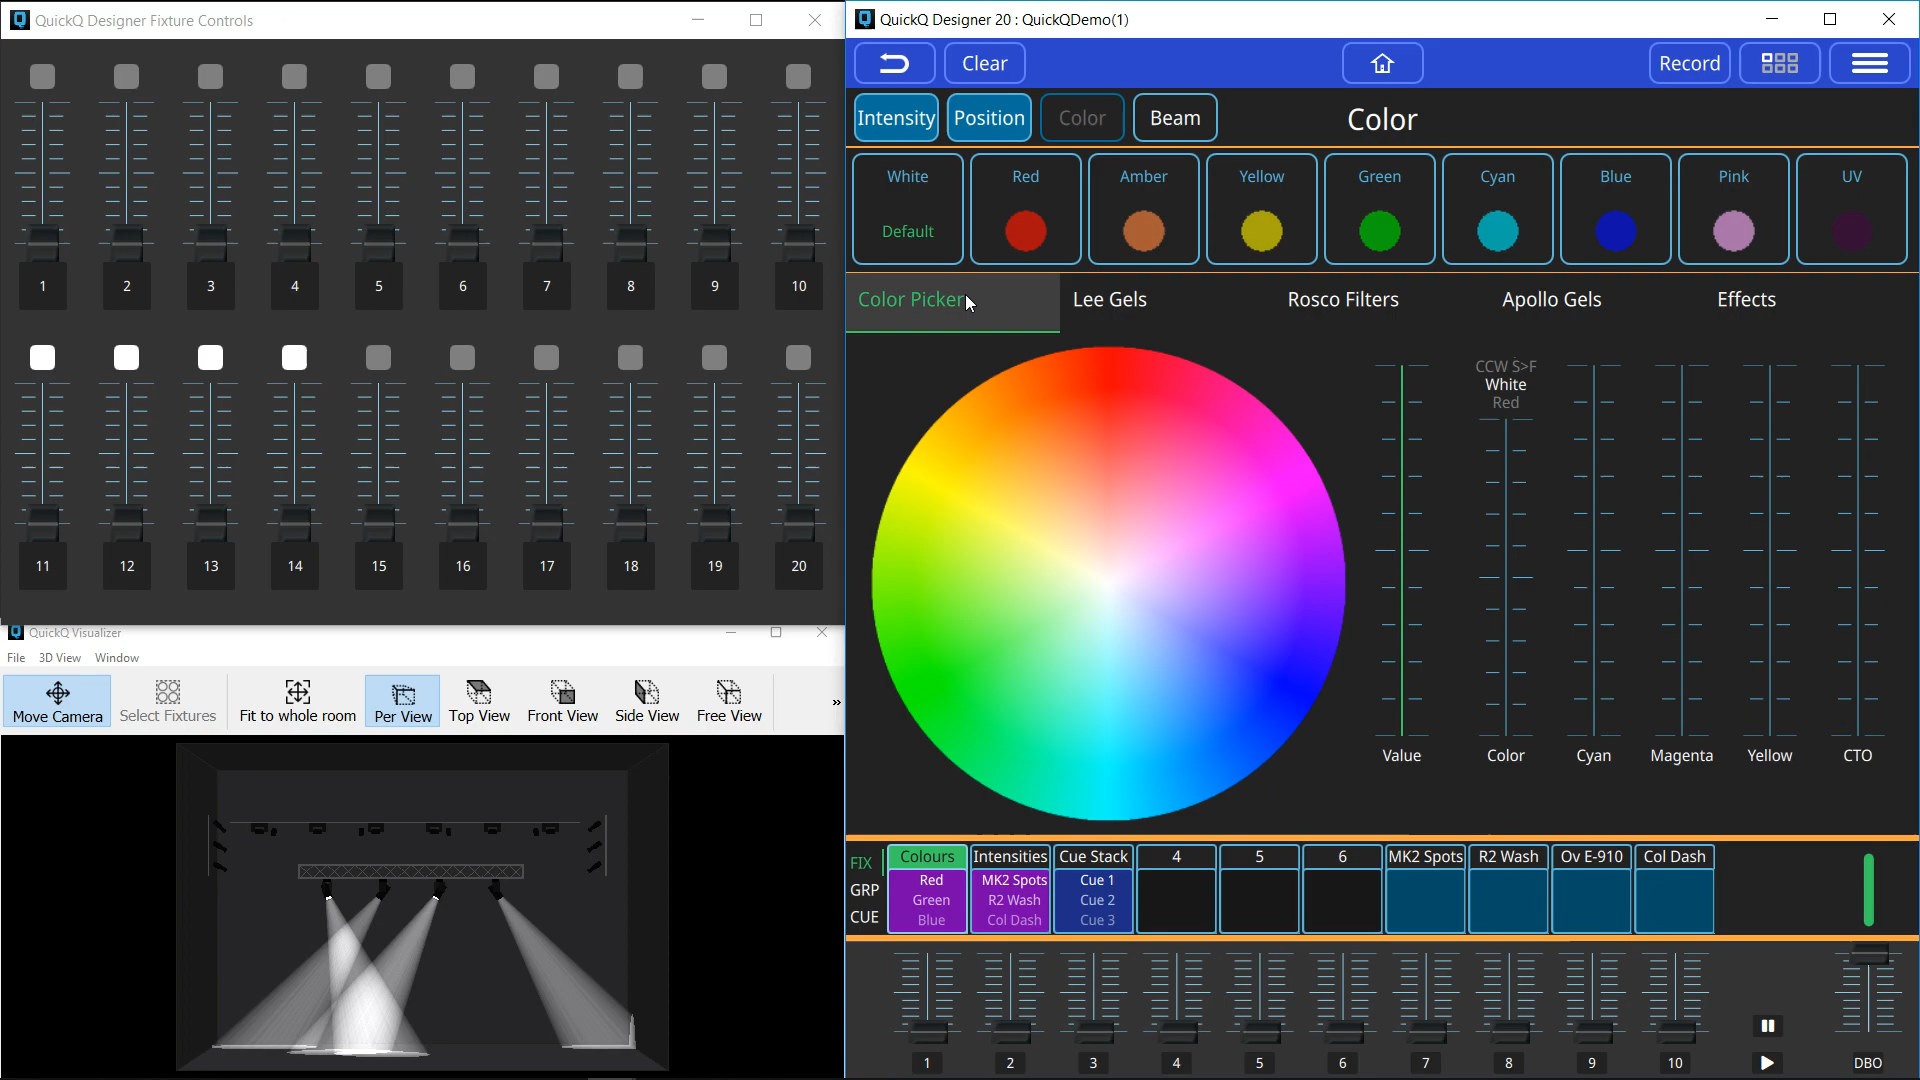 QuickQ Designer Fixture Controls
1 2 3 4 5 6 7 8 9 10
11 12 13 14 15 16 17 18 19 20
QuickQ Visualizer
File 3D View Window
Move Camera Select Fixtures Fit to whole room Per View Top View Front View Side View Free View »
QuickQ Designer 20 : QuickQDemo(1)
Clear Record
Intensity Position Color Beam Color
White Red Amber Yellow Green Cyan Blue Pink UV
Default
Color Picker Lee Gels Rosco Filters Apollo Gels Effects
CCW S>F
White
Red
Value Color Cyan Magenta Yellow CTO
FIX Colours Intensities Cue Stack 4 5 6 MK2 Spots R2 Wash Ov E-910 Col Dash
Red MK2 Spots Cue 1
GRP Green R2 Wash Cue 2
CUE Blue Col Dash Cue 3
1 2 3 4 5 6 7 8 9 10 DBO